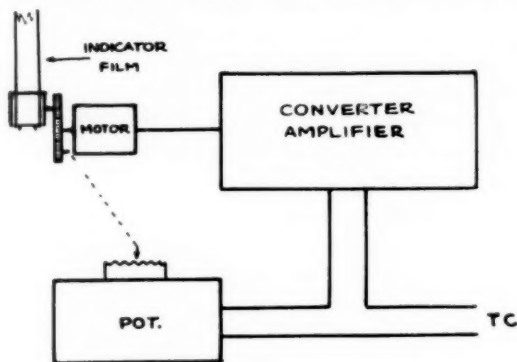 INDICATOR
FILM
MOTOR
CONVERTER
AMPLIFIER
POT.
TC